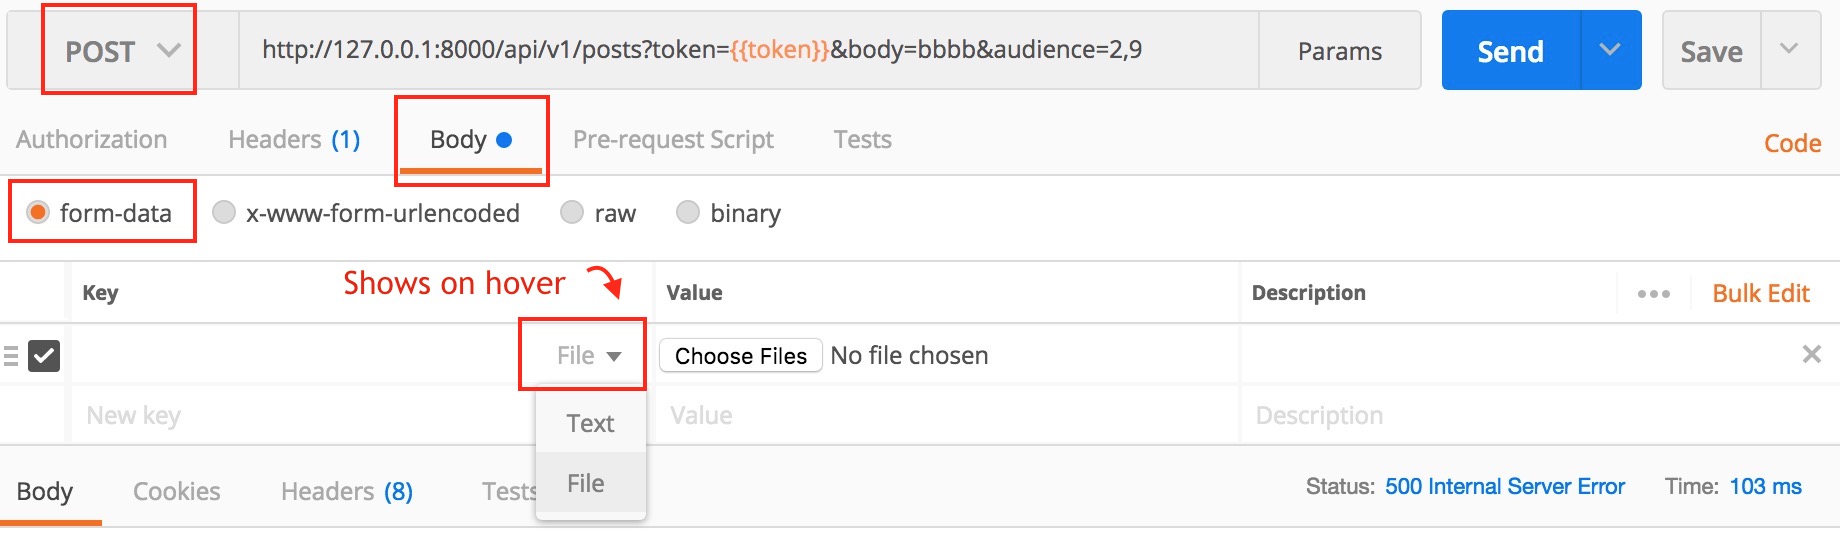 POST http://127.0.0.1:8000/api/v1/posts?token={{token}}&body=bbbb&audience=2,9 Params Send Save
Authorization Headers (1) Body Pre-request Script Tests Code
form-data x-www-form-urlencoded raw binary
Key Shows on hover Value Description Bulk Edit
File Choose Files No file chosen
New key Text Value Description
File
Body Cookies Headers (8) Tests Status: 500 Internal Server Error Time: 103 ms